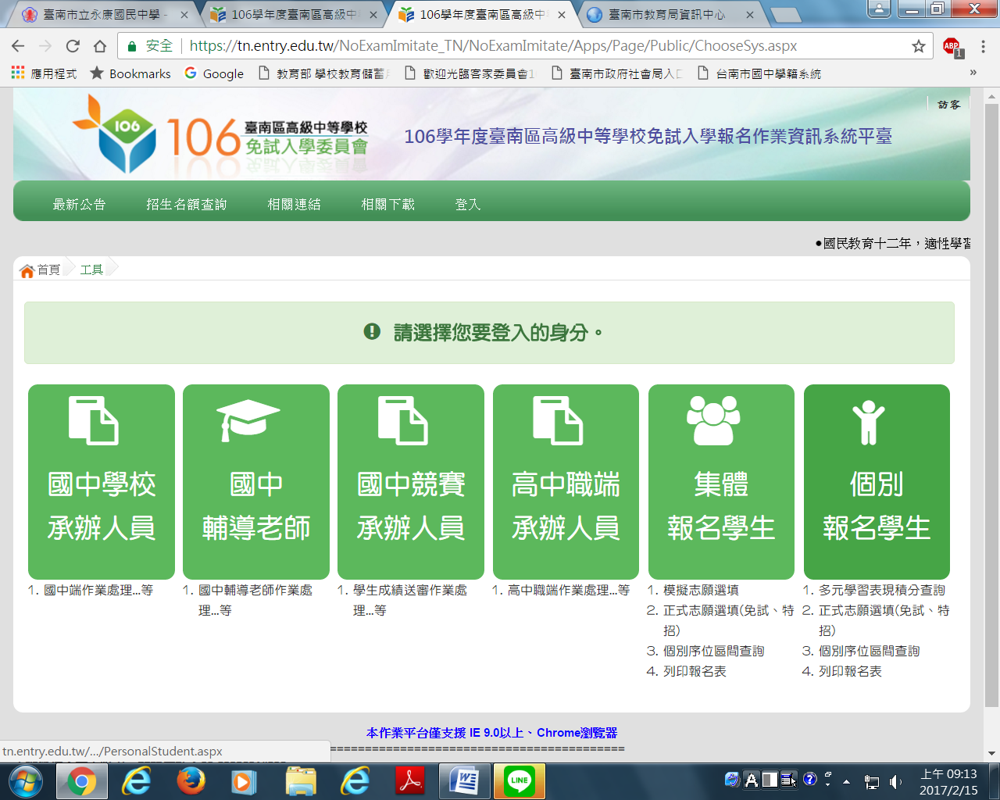 臺南市立永康國民中學 -
106學年度臺南區高級中
106學年度臺南區高級中
臺南市教育局資訊中心
安全
https://tn.entry.edu.tw/NoExamImitate_TN/NoExamImitate/Apps/Page/Public/ChooseSys.aspx
ABP
1
應用程式
Bookmarks
Google
教育部 學校教育儲蓄
歡迎光臨客家委員會
臺南市政府社會局入口
台南市國中學籍系統
»
訪客
106
106
臺南區高級中等學校
免試入學委員會
106學年度臺南區高級中等學校免試入學報名作業資訊系統平臺
最新公告
招生名額查詢
相關連結
相關下載
登入
●國民教育十二年，適性學習
首頁
工具
請選擇您要登入的身分。
國中學校
承辦人員
1. 國中端作業處理...等
國中
輔導老師
1. 國中輔導老師作業處
理...等
國中競賽
承辦人員
1. 學生成績送審作業處
理...等
高中職端
承辦人員
1. 高中職端作業處理...等
集體
報名學生
1. 模擬志願選填
2. 正式志願選填(免試、特
招)
3. 個別序位區間查詢
4. 列印報名表
個別
報名學生
1. 多元學習表現積分查詢
2. 正式志願選填(免試、特
招)
3. 個別序位區間查詢
4. 列印報名表
本作業平台僅支援 IE 9.0以上、Chrome瀏覽器
tn.entry.edu.tw/.../PersonalStudent.aspx
==========================================
LINE
A
上午 09:13
2017/2/15